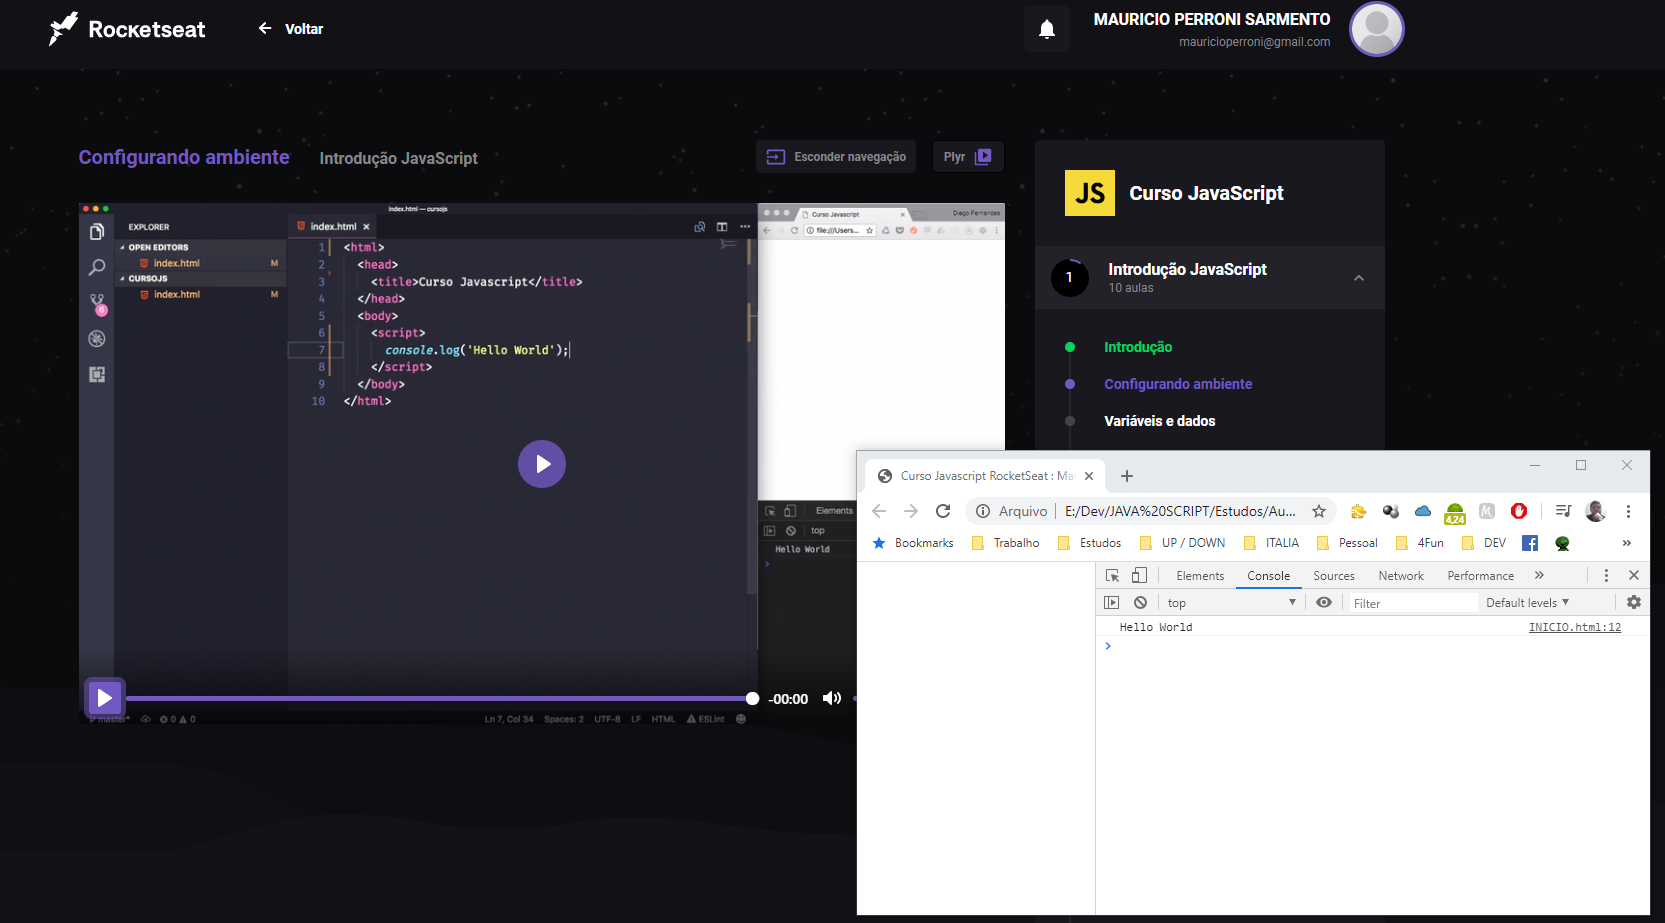 Rocketseat
Voltar
MAURICIO PERRONI SARMENTO
mauricioperroni@gmail.com
Configurando ambiente
Introdução JavaScript
Esconder navegação
Plyr
index.html — cursojs
EXPLORER
OPEN EDITORS
index.html M
CURSOJS
index.html M
6
index.html
1 <html>
2 <head>
3 <title>Curso Javascript</title>
4 </head>
5 <body>
6 <script>
7 console.log('Hello World');
8 </script>
9 </body>
10 </html>
master*
0 0
Ln 7, Col 34 Spaces: 2 UTF-8 LF HTML ESLint
-00:00
Curso Javascript
Diego Fernandes
file:///Users...
Elements
top
Hello World
JS
Curso JavaScript
1
Introdução JavaScript
10 aulas
Introdução
Configurando ambiente
Variáveis e dados
Curso Javascript RocketSeat : Ma
Arquivo E:/Dev/JAVA%20SCRIPT/Estudos/Au...
4,24
M
Bookmarks Trabalho Estudos UP / DOWN ITALIA Pessoal 4Fun DEV
Elements Console Sources Network Performance
top
Filter
Default levels
Hello World INICIO.html:12